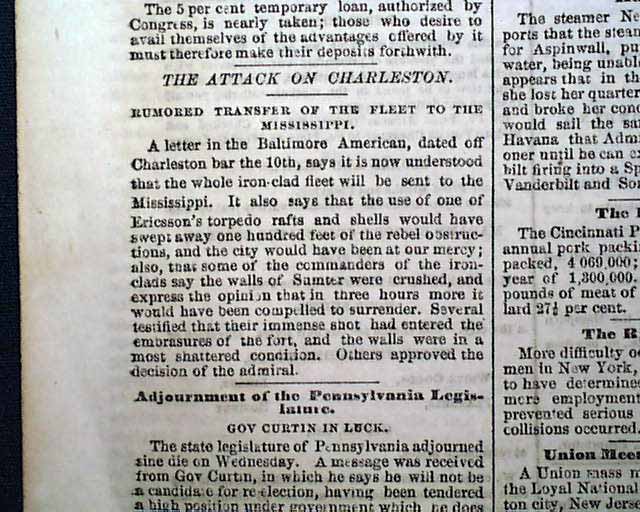 The 5 per cent temporary loan, authorized by
Congress, is nearly taken; those who desire to
avail themselves of the advantages offered by it
must therefore make their deposits forthwith.
THE ATTACK ON CHARLESTON.
RUMORED TRANSFER OF THE FLEET TO THE
MISSISSIPPI.
A letter in the Baltimore American, dated off
Charleston bar the 10th, says it is now understood
that the whole iron-clad fleet will be sent to the
Mississippi. It also says that the use of one of
Ericsson's torpedo rafts and shells would have
swept away one hundred feet of the rebel obstruc-
tions, and the city would have been at our mercy;
also, that some of the commanders of the iron-
clads say the walls of Sumter were crushed, and
express the opinion that in three hours more it
would have been compelled to surrender. Several
testified that their immense shot had entered the
embrasures of the fort, and the walls were in a
most shattered condition. Others approved the
decision of the admiral.
Adjournment of the Pennsylvania Legis-
lature.
GOV CURTIN IN LUCK.
The state legislature of Pennsylvania adjourned
sine die on Wednesday. A message was received
from Gov Curtin, in which he says he will not be
a candidate for re-election, having been tendered
a high position under government which he does
The steamer
ports that the
for Aspinwall,
water, being
appears that in
she lost her
and broke her
would sail the
Havana that
oner until he can
bilt firing into a
Vanderbilt and
The
The Cincinnati
annual pork
packed, 4 069,000;
year of 1,300,000.
pounds of meat of
lard 27½ per cent.
The
More difficulty
men in New York,
to have
more employment
prevented serious
collisions occurred.
Union
A Union mass
the Loyal
ton city, New